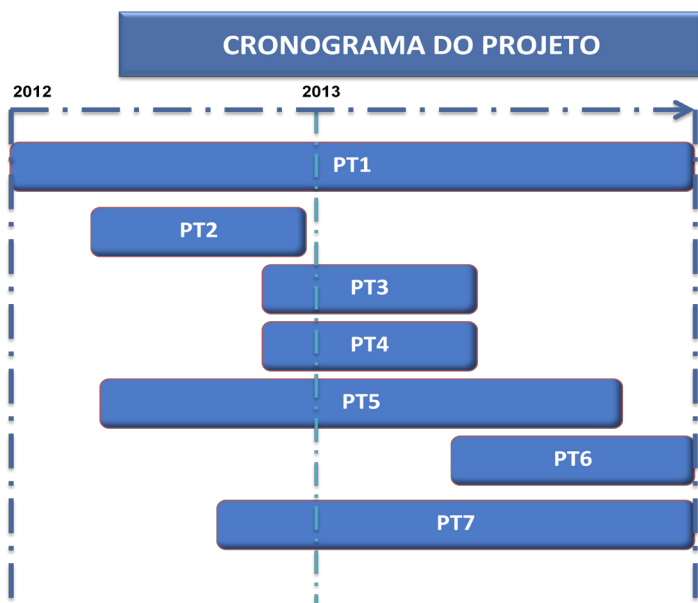 CRONOGRAMA DO PROJETO
2012
2013
PT1
PT2
PT3
PT4
PT5
PT6
PT7